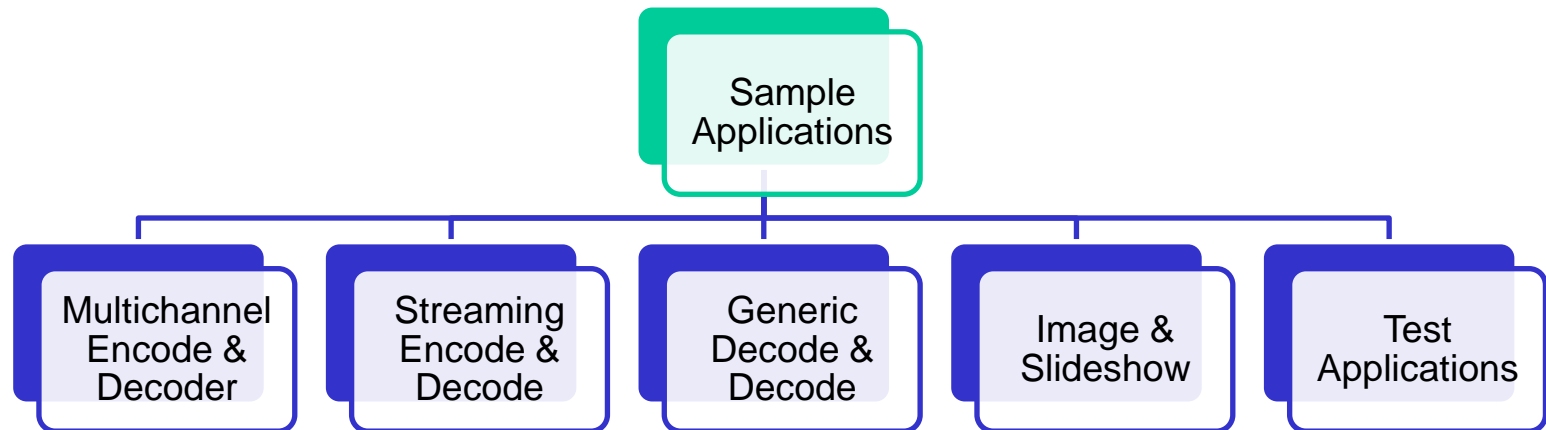 Sample
Applications
Multichannel
Encode &
Decoder
Streaming
Encode &
Decode
Generic
Decode &
Decode
Image &
Slideshow
Test
Applications